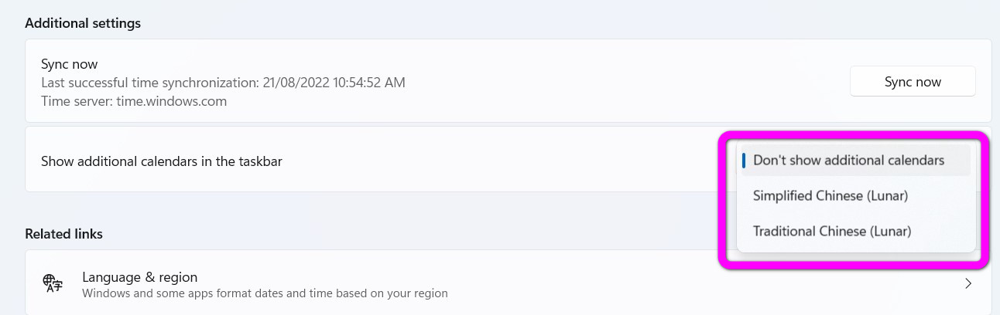 Additional settings
Sync now
Last successful time synchronization: 21/08/2022 10:54:52 AM
Time server: time.windows.com
Sync now
Show additional calendars in the taskbar
Don't show additional calendars
Simplified Chinese (Lunar)
Traditional Chinese (Lunar)
Related links
Language & region
Windows and some apps format dates and time based on your region